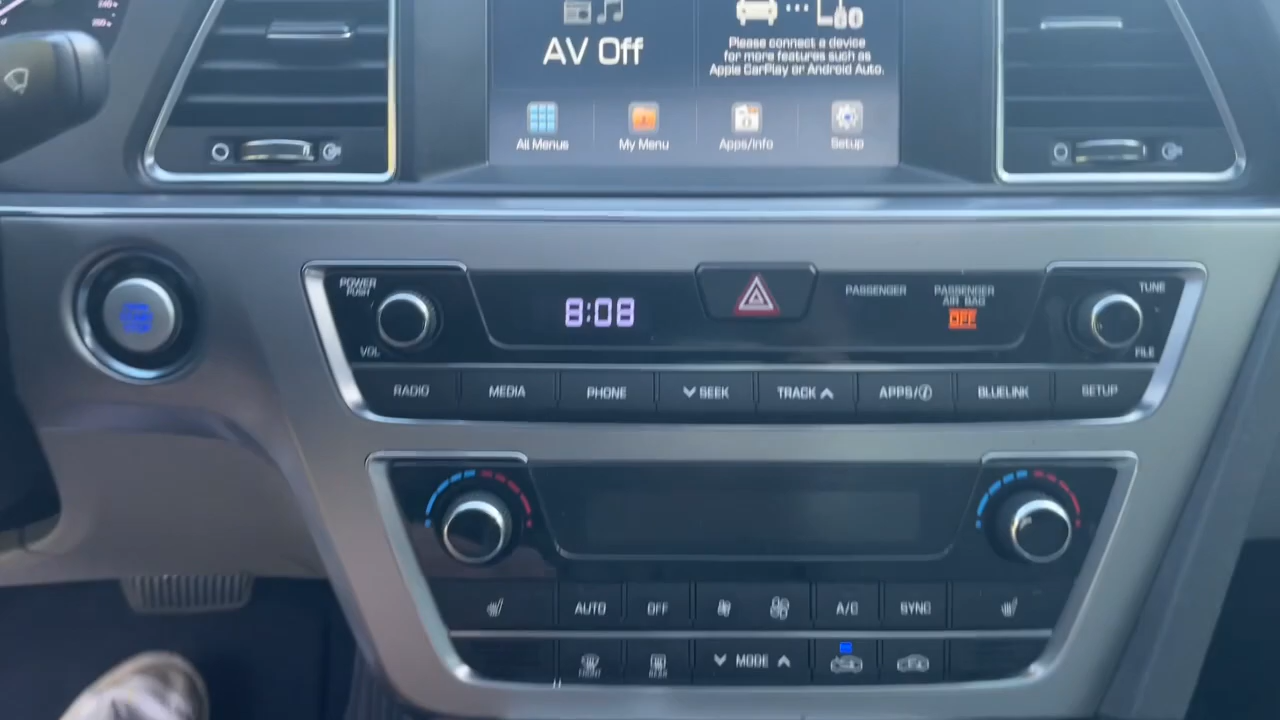 AV Off
Please connect a device
for more features such as
Apple CarPlay or Android Auto.
All Menus
My Menu
Apps/Info
Setup
POWER
PUSH
VOL
8:08
PASSENGER
PASSENGER
AIR BAG
OFF
TUNE
FILE
RADIO
MEDIA
PHONE
SEEK
TRACK
APPS/i
BLUELINK
SETUP
AUTO
OFF
A/C
SYNC
FRONT
REAR
MODE